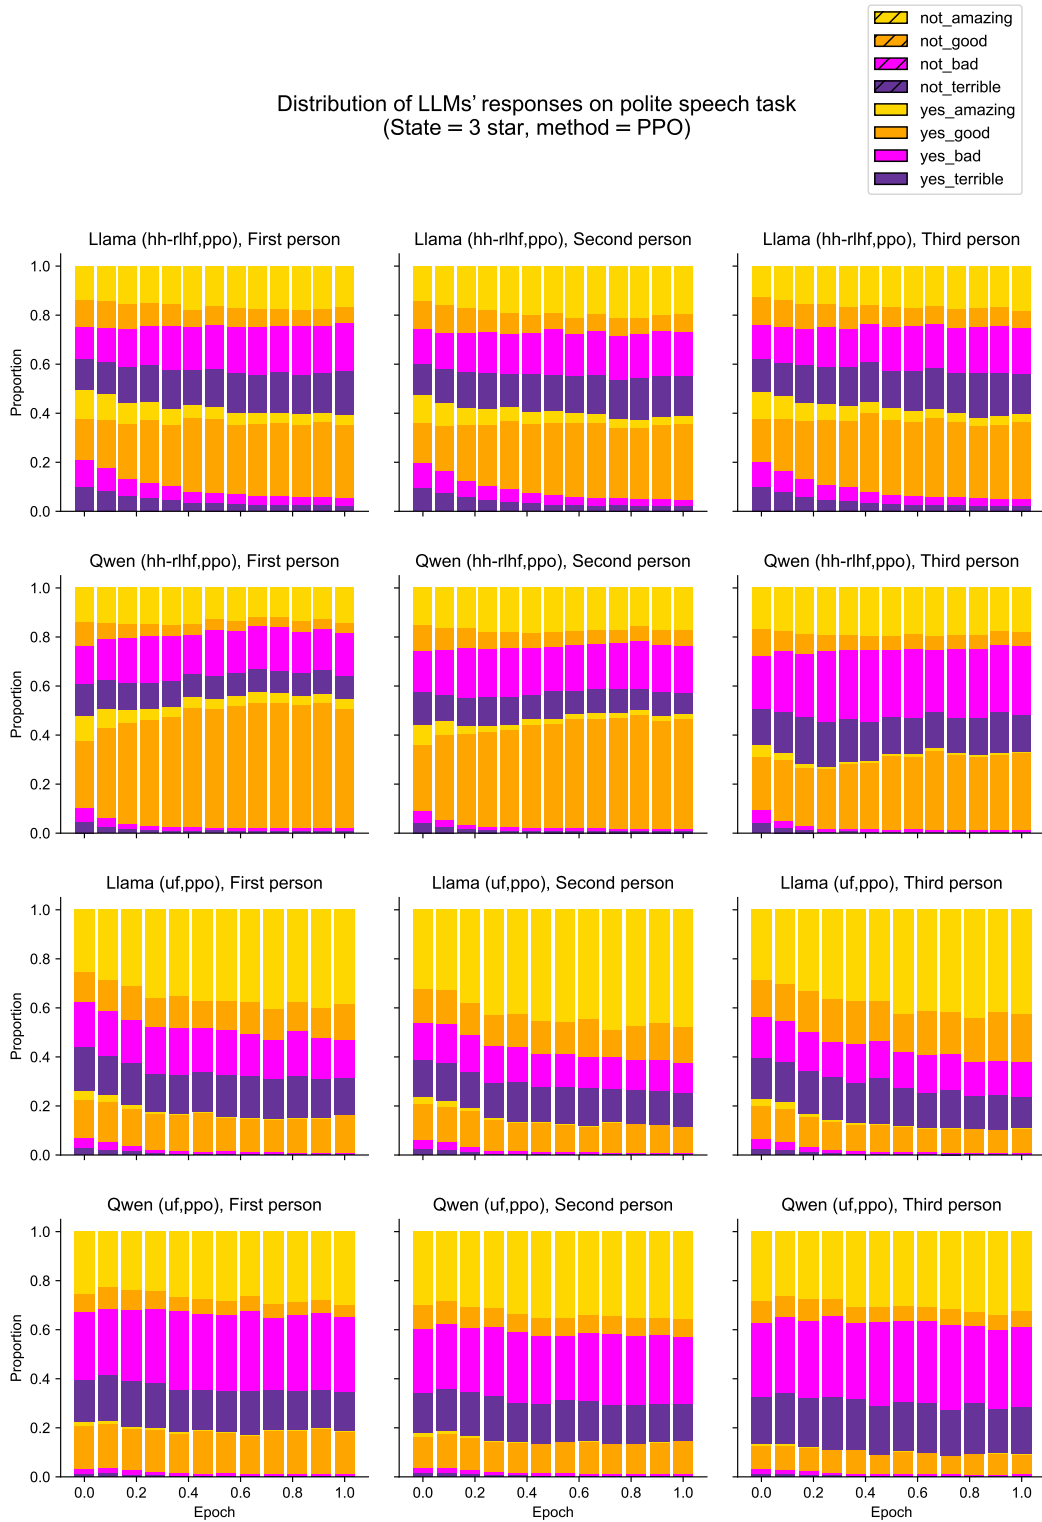 not_amazing
not_good
not_bad
not_terrible
yes_amazing
yes_good
yes_bad
yes_terrible
Distribution of LLMs’ responses on polite speech task
(State = 3 star, method = PPO)
Llama (hh-rlhf,ppo), First person
Llama (hh-rlhf,ppo), Second person
Llama (hh-rlhf,ppo), Third person
1.0
0.8
0.6
0.4
0.2
0.0
Proportion
Qwen (hh-rlhf,ppo), First person
Qwen (hh-rlhf,ppo), Second person
Qwen (hh-rlhf,ppo), Third person
1.0
0.8
0.6
0.4
0.2
0.0
Proportion
Llama (uf,ppo), First person
Llama (uf,ppo), Second person
Llama (uf,ppo), Third person
1.0
0.8
0.6
0.4
0.2
0.0
Proportion
Qwen (uf,ppo), First person
Qwen (uf,ppo), Second person
Qwen (uf,ppo), Third person
1.0
0.8
0.6
0.4
0.2
0.0
Proportion
0.0 0.2 0.4 0.6 0.8 1.0
Epoch
0.0 0.2 0.4 0.6 0.8 1.0
Epoch
0.0 0.2 0.4 0.6 0.8 1.0
Epoch